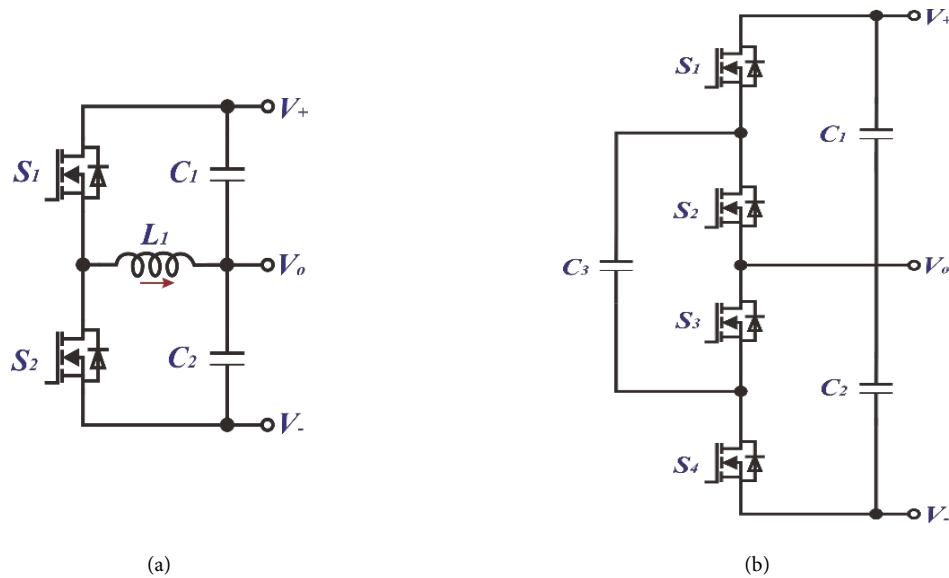 V+
S1
C1
L1
Vo
S2
C2
V-
(a)
V+
S1
C1
S2
C3
Vo
S3
C2
S4
V-
(b)